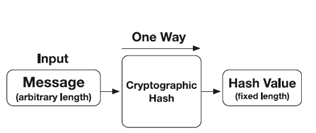 One Way
Input
Message
(arbitrary length)
Cryptographic
Hash
Hash Value
(fixed length)